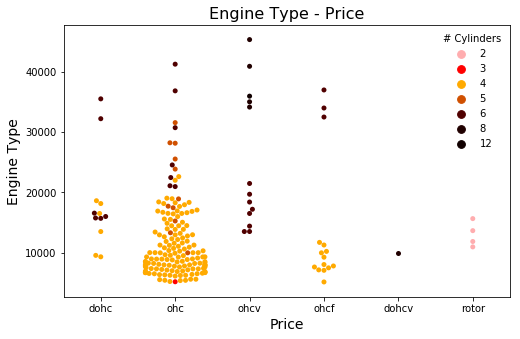 Engine Type - Price
# Cylinders
2
3
4
5
6
8
12
Engine Type
40000
30000
20000
10000
dohc
ohc
ohcv
ohcf
dohcv
rotor
Price